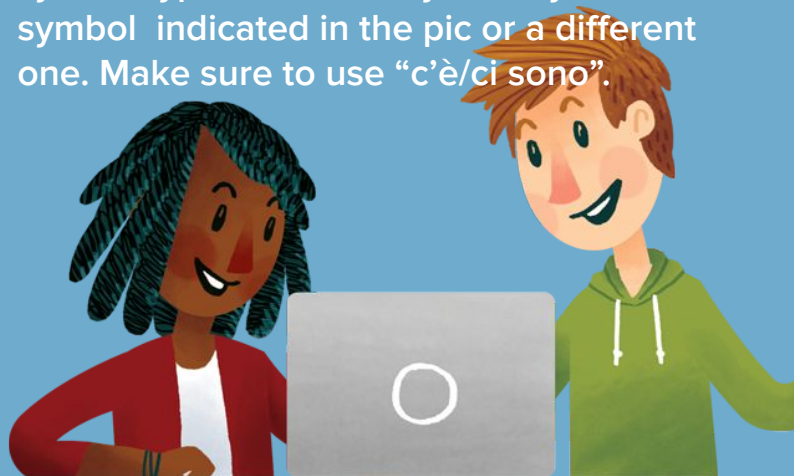 symbol  indicated in the pic or a different
one. Make sure to use “c’è/ci sono”.